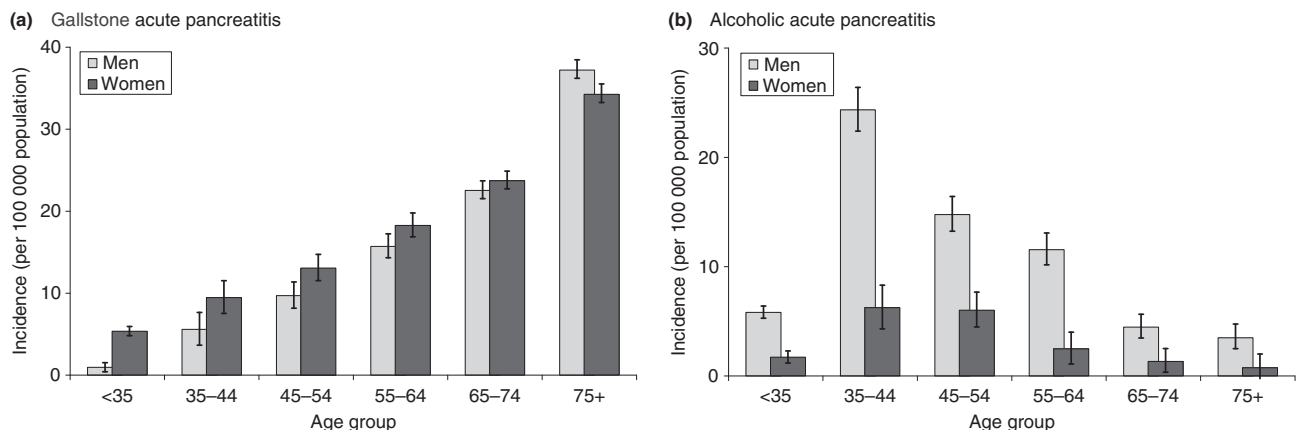 (a) Gallstone acute pancreatitis
Incidence (per 100 000 population)
40
30
20
10
0
Men
Women
<35 35–44 45–54 55–64 65–74 75+
Age group
(b) Alcoholic acute pancreatitis
Incidence (per 100 000 population)
30
20
10
0
Men
Women
<35 35–44 45–54 55–64 65–74 75+
Age group